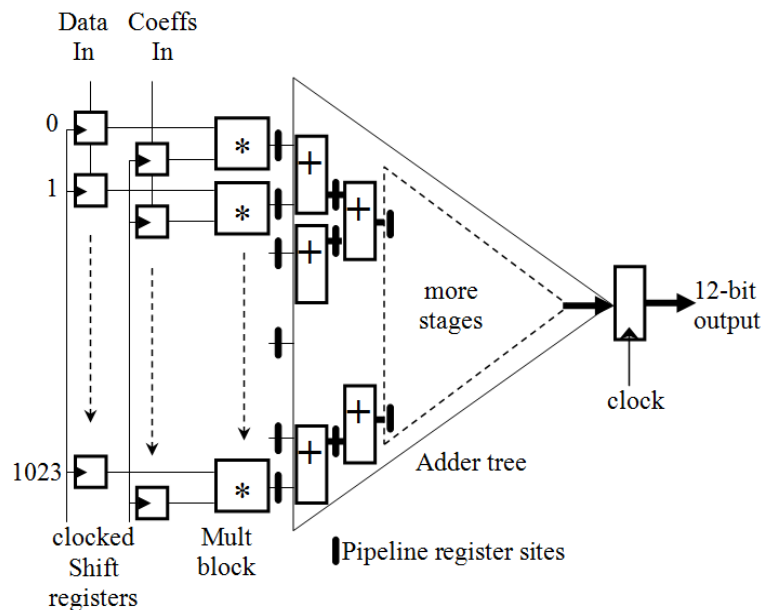 Data
In
Coeffs
In
0
*
+
1
*
+
+
more
stages
12-bit
output
clock
+
+
Adder tree
1023
*
clocked
Shift
registers
Mult
block
Pipeline register sites